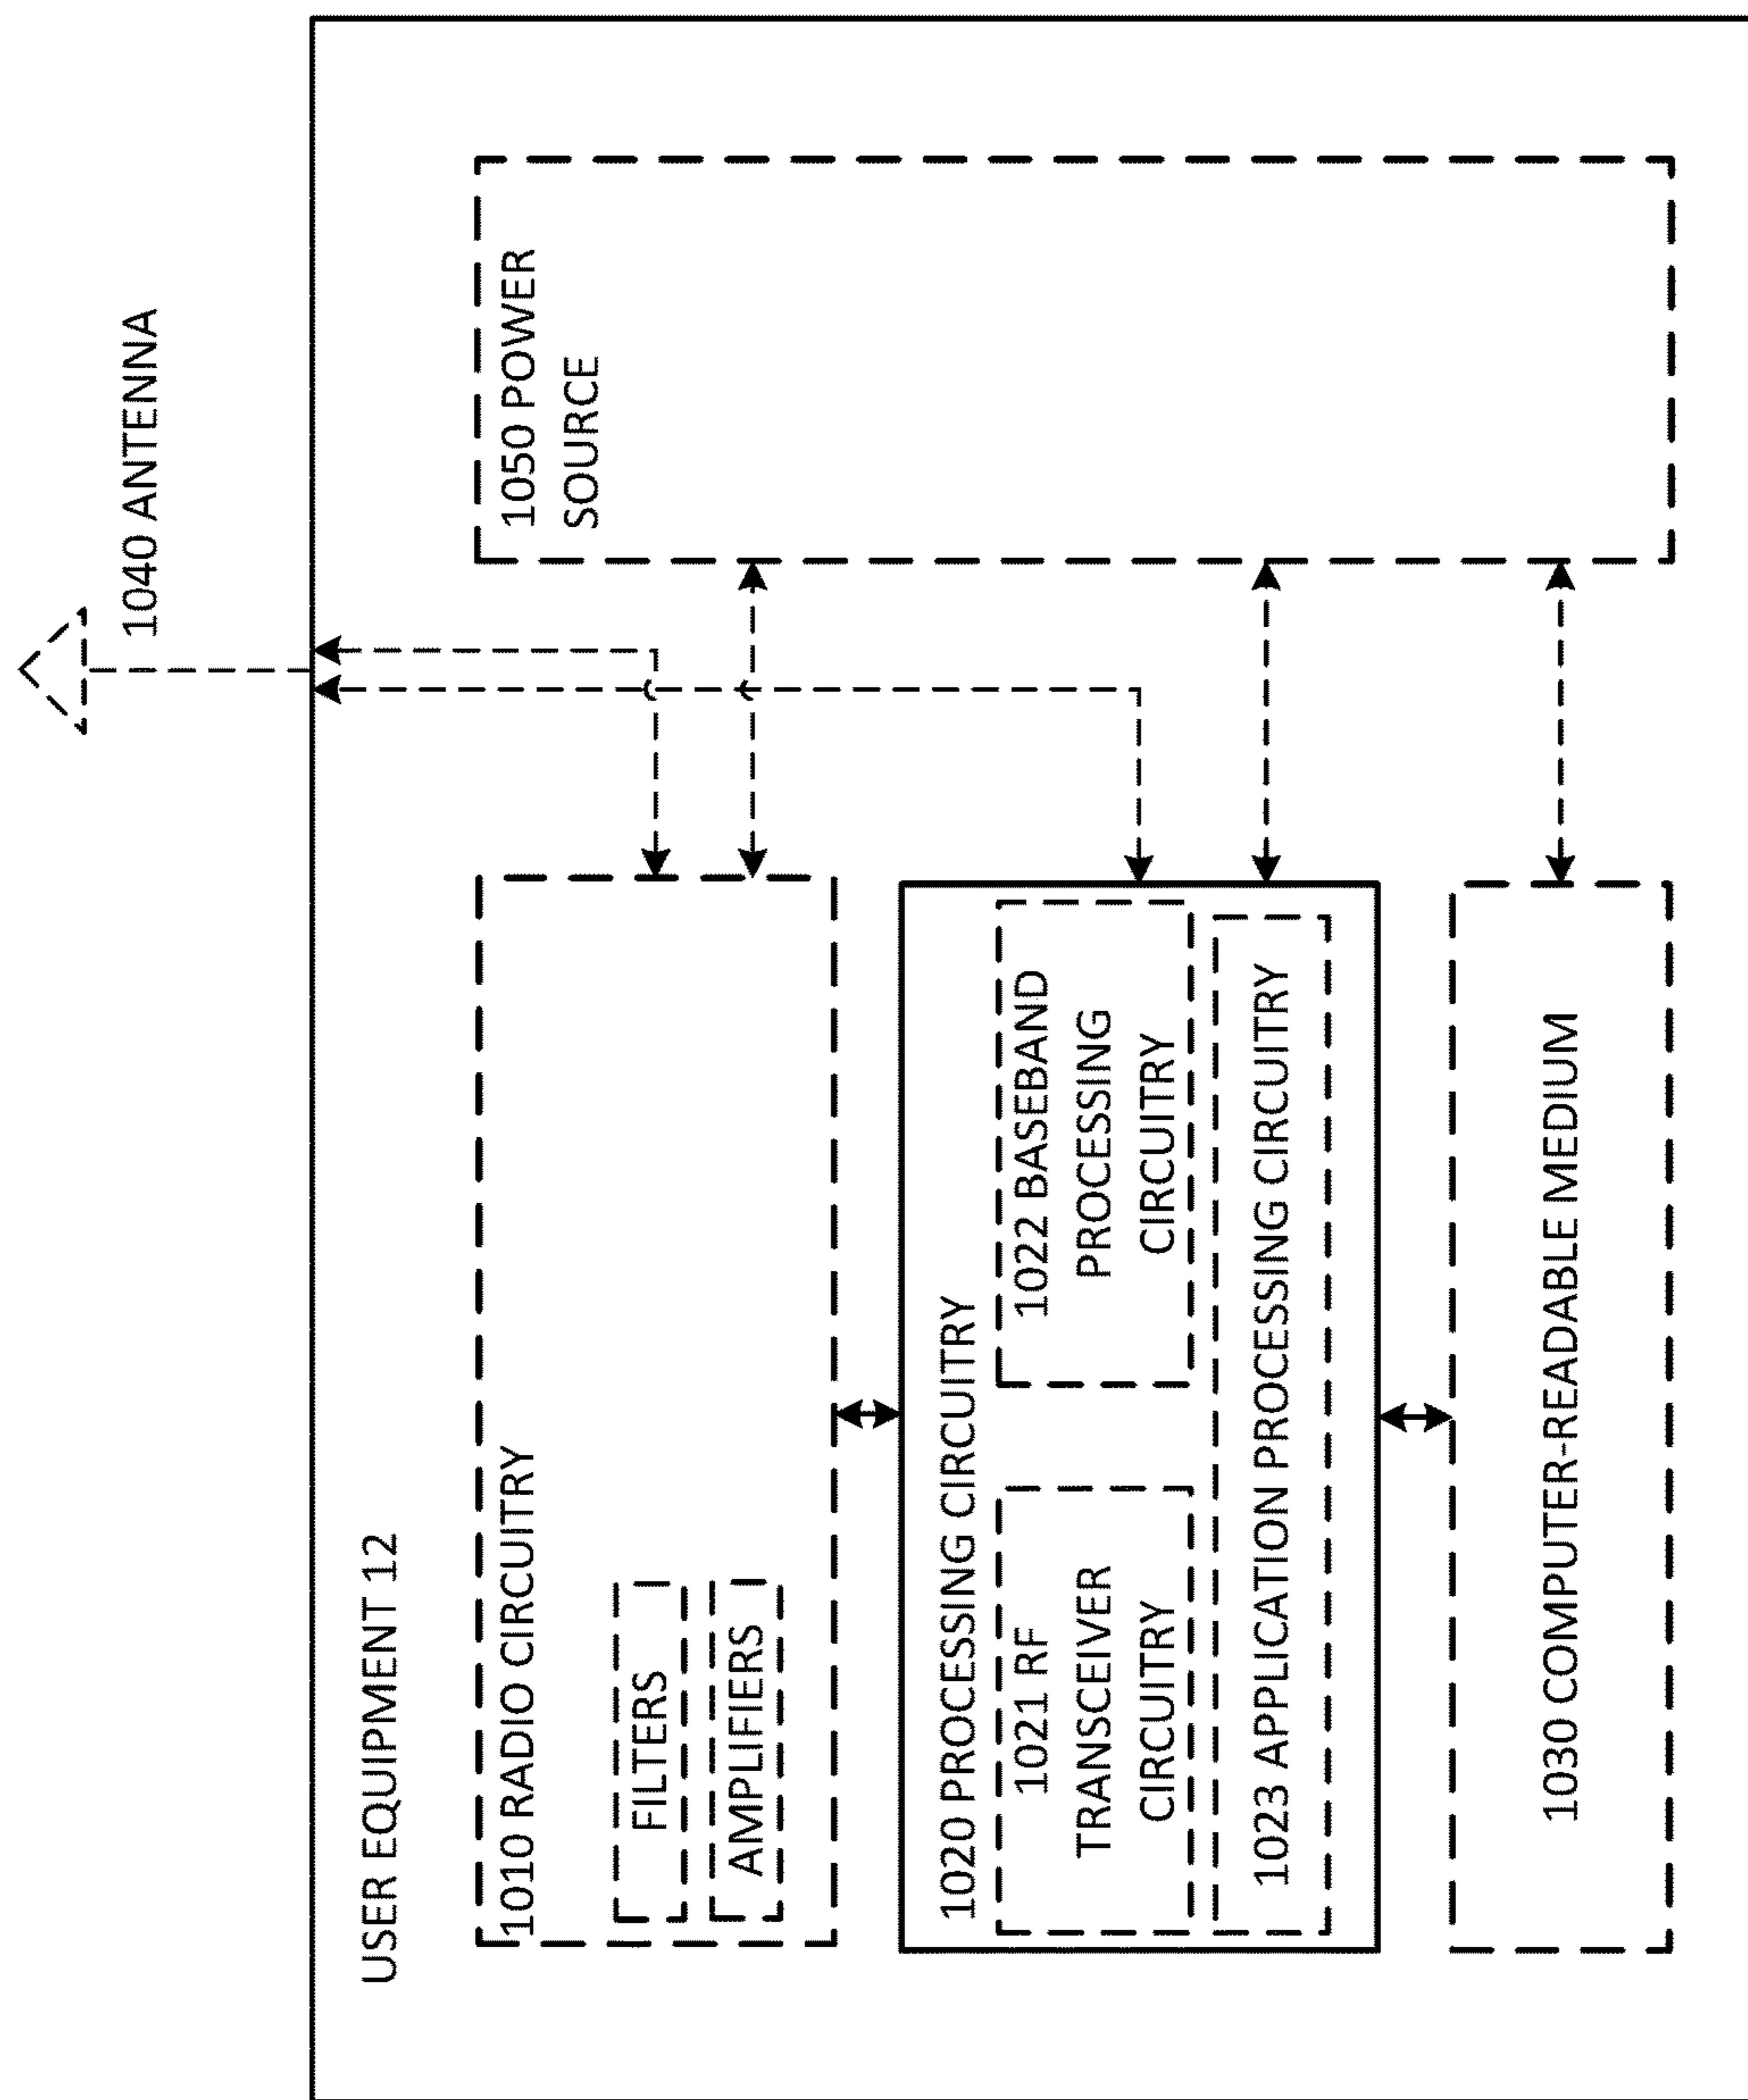 1040 ANTENNA
USER EQUIPMENT 12
1010 RADIO CIRCUITRY
FILTERS
AMPLIFIERS
1050 POWER
SOURCE
1020 PROCESSING CIRCUITRY
1021 RF
TRANSCEIVER
CIRCUITRY
1022 BASEBAND
PROCESSING
CIRCUITRY
1023 APPLICATION PROCESSING CIRCUITRY
1030 COMPUTER-READABLE MEDIUM